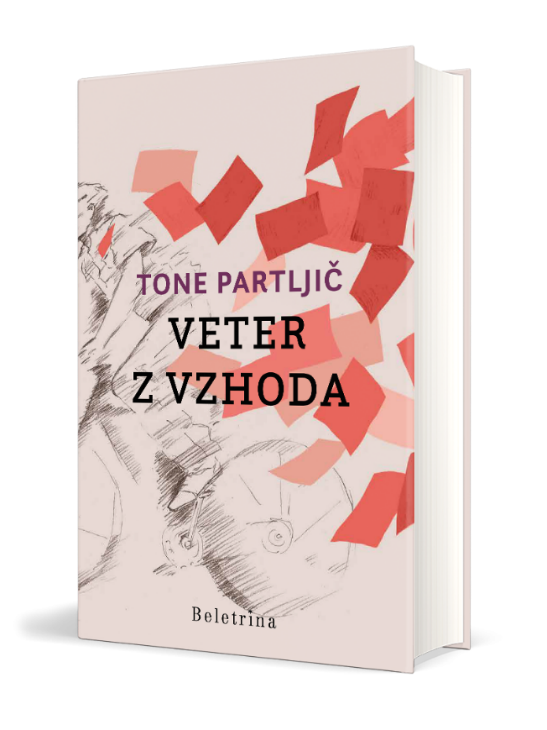 TONE PARTLJIČ
VETER
Z VZHODA
Beletrina